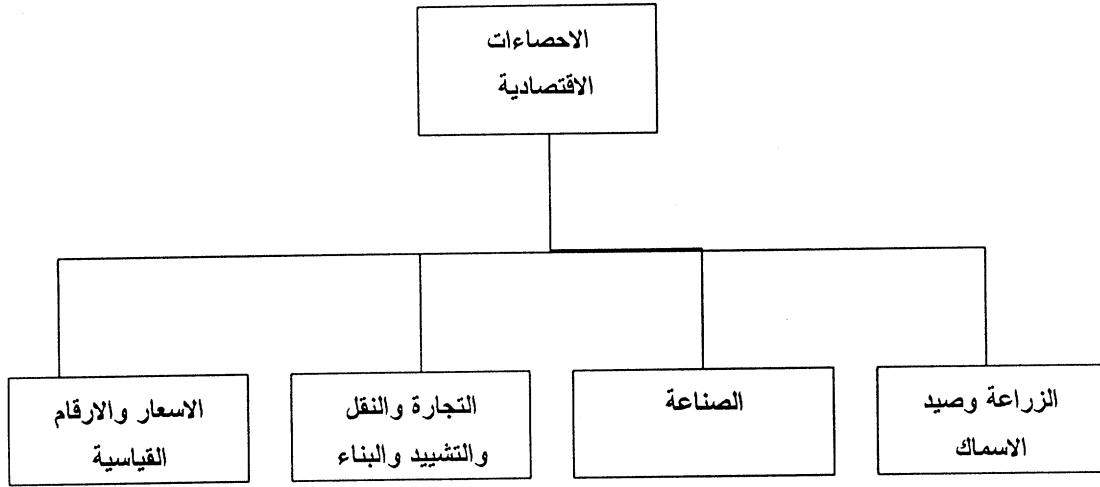 الاحصاءات
الاقتصادية
الزراعة وصيد
الاسماك
الصناعة
التجارة والنقل
والتشييد والبناء
الاسعار والارقام
القياسية